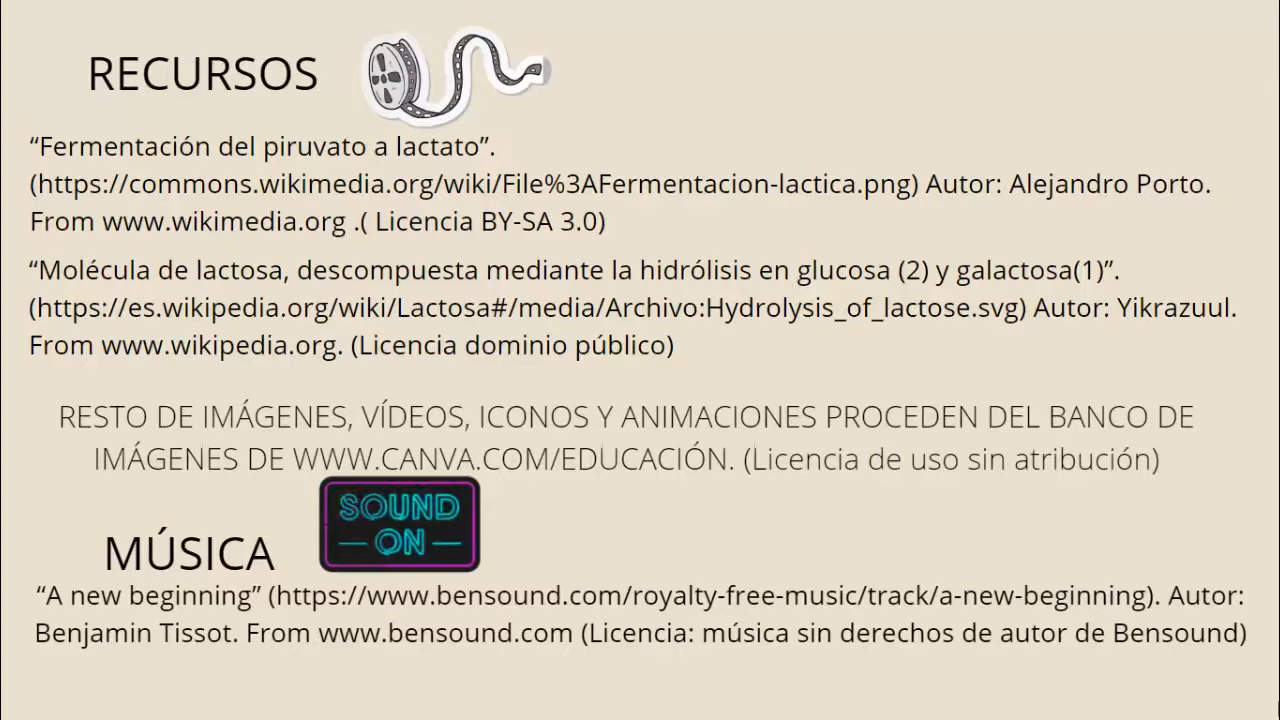 RECURSOS
“Fermentación del piruvato a lactato”.
(https://commons.wikimedia.org/wiki/File%3AFermentacion-lactica.png) Autor: Alejandro Porto.
From www.wikimedia.org .( Licencia BY-SA 3.0)
“Molécula de lactosa, descompuesta mediante la hidrólisis en glucosa (2) y galactosa(1)”.
(https://es.wikipedia.org/wiki/Lactosa#/media/Archivo:Hydrolysis_of_lactose.svg) Autor: Yikrazuul.
From www.wikipedia.org. (Licencia dominio público)
RESTO DE IMÁGENES, VÍDEOS, ICONOS Y ANIMACIONES PROCEDEN DEL BANCO DE
IMÁGENES DE WWW.CANVA.COM/EDUCACIÓN. (Licencia de uso sin atribución)
SOUND
ON
MÚSICA
“A new beginning” (https://www.bensound.com/royalty-free-music/track/a-new-beginning). Autor:
Benjamin Tissot. From www.bensound.com (Licencia: música sin derechos de autor de Bensound)